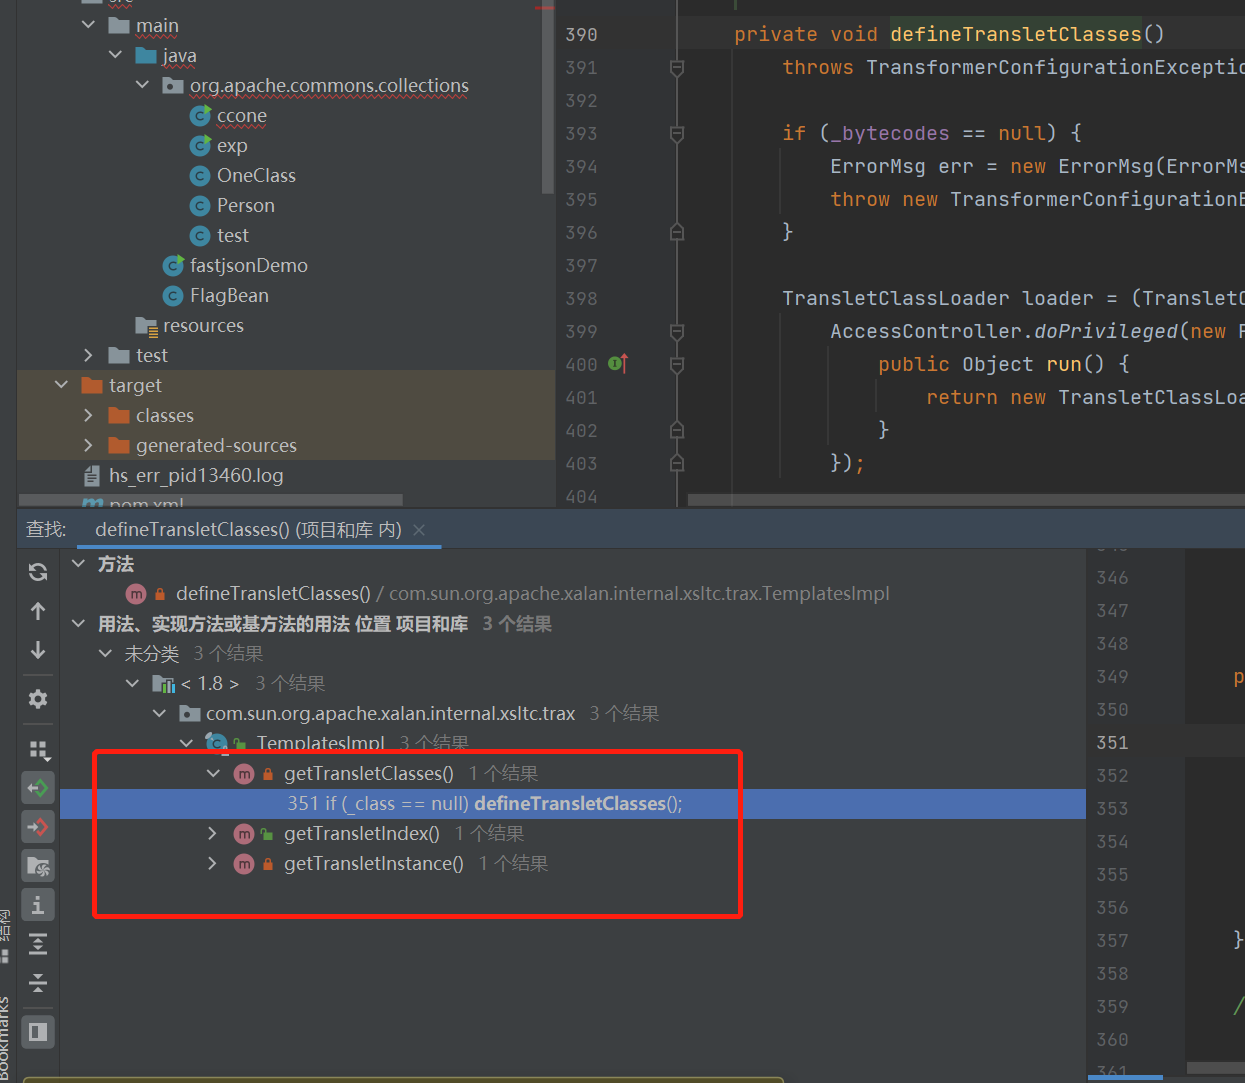 src
main
java
org.apache.commons.collections
ccone
exp
OneClass
Person
test
fastjsonDemo
FlagBean
resources
test
target
classes
generated-sources
hs_err_pid13460.log
pom.xml
390 private void defineTransletClasses()
391 throws TransformerConfigurationExceptio
392
393 if (_bytecodes == null) {
394 ErrorMsg err = new ErrorMsg(ErrorMs
395 throw new TransformerConfigurationE
396 }
397
398 TransletClassLoader loader = (TransletC
399 AccessController.doPrivileged(new P
400 public Object run() {
401 return new TransletClassLoa
402 }
403 });
404
查找: defineTransletClasses() (项目和库 内)
方法
defineTransletClasses() / com.sun.org.apache.xalan.internal.xsltc.trax.TemplatesImpl
用法、实现方法或基方法的用法 位置 项目和库 3 个结果
未分类 3 个结果
< 1.8 > 3 个结果
com.sun.org.apache.xalan.internal.xsltc.trax 3 个结果
TemplatesImpl 3 个结果
getTransletClasses() 1 个结果
351 if (_class == null) defineTransletClasses();
getTransletIndex() 1 个结果
getTransletInstance() 1 个结果
346
347
348
349 p
350
351
352
353
354
355
356
357 }
358
359 /
360
361
结构
Bookmarks